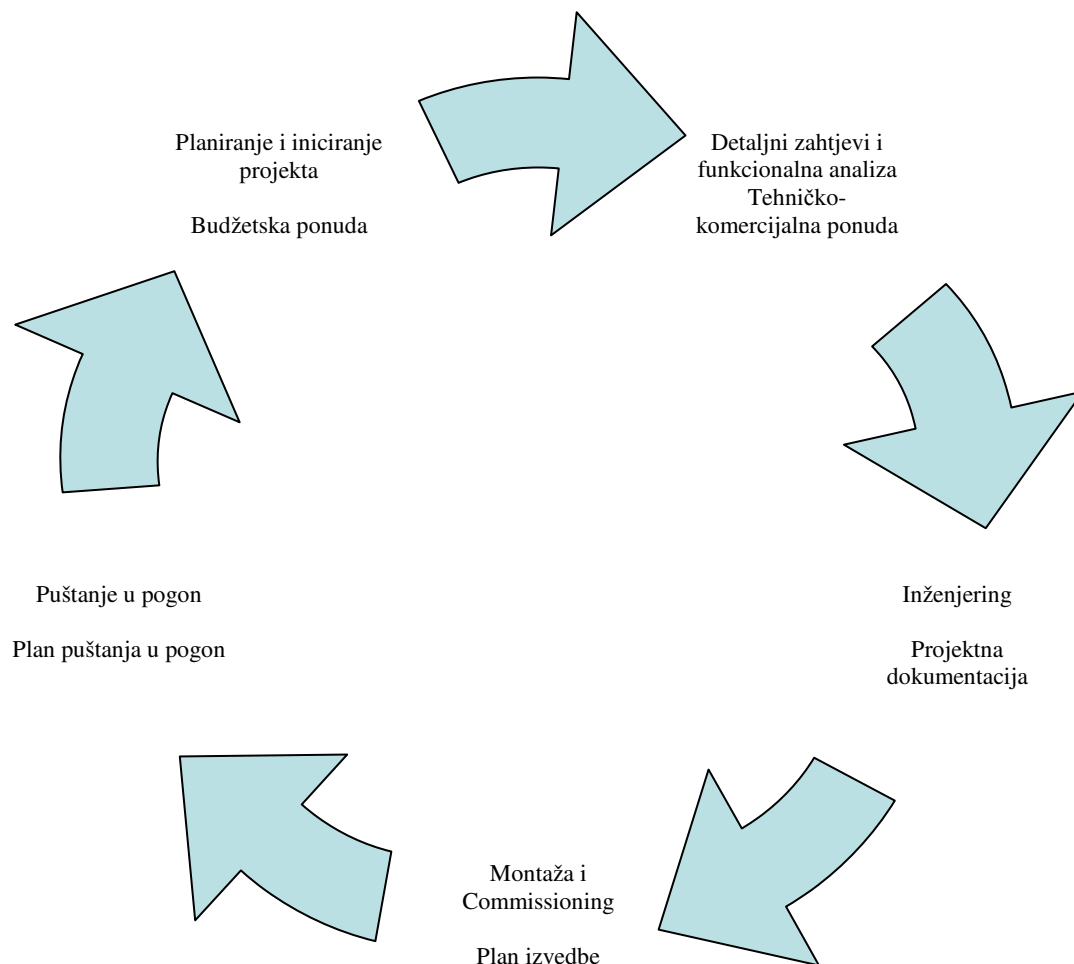 Planiranje i iniciranje
projekta
Budžetska ponuda
Detaljni zahtjevi i
funkcionalna analiza
Tehničko-
komercijalna ponuda
Inženjering
Projektna
dokumentacija
Montaža i
Commissioning
Plan izvedbe
Puštanje u pogon
Plan puštanja u pogon